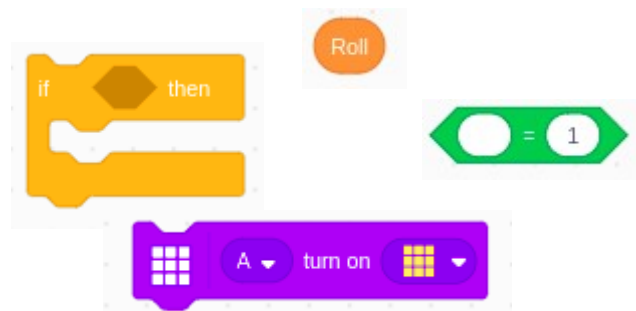 Roll
if then
= 1
A turn on